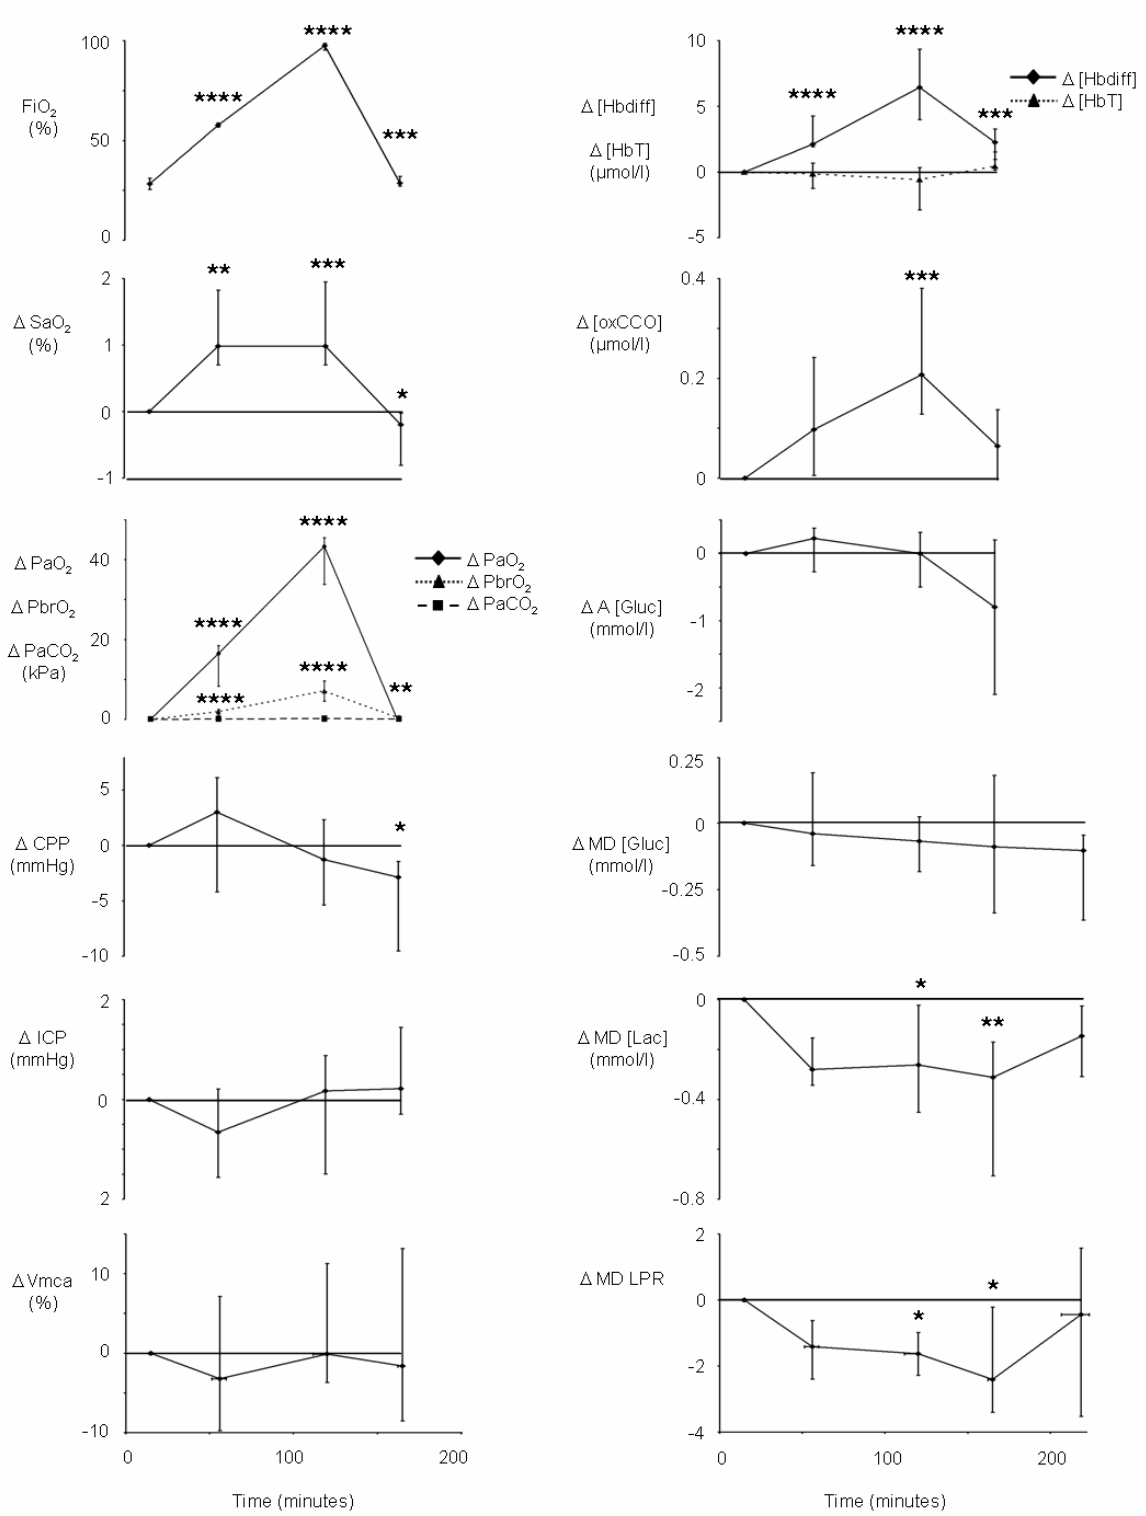 100
FiO2
(%)
50
0
****
****
***
10
Δ [Hbdiff]
5
Δ [HbT]
(µmol/l)
0
-5
****
****
***
Δ [Hbdiff]
Δ [HbT]
2
Δ SaO2
(%)
1
0
-1
**
***
*
0.4
Δ [oxCCO]
(µmol/l)
0.2
0
***
Δ PaO2
40
Δ PbrO2
Δ PaCO2
(kPa)
20
0
****
****
****
****
**
Δ PaO2
Δ PbrO2
Δ PaCO2
0
Δ A [Gluc]
(mmol/l)
-1
-2
5
Δ CPP
(mmHg)
0
-5
-10
*
0.25
0
Δ MD [Gluc]
(mmol/l)
-0.25
-0.5
2
Δ ICP
(mmHg)
0
2
0
Δ MD [Lac]
(mmol/l)
-0.4
-0.8
*
**
10
Δ Vmca
(%)
0
-10
0
100
200
Time (minutes)
2
Δ MD LPR
0
-2
-4
*
*
0
100
200
Time (minutes)